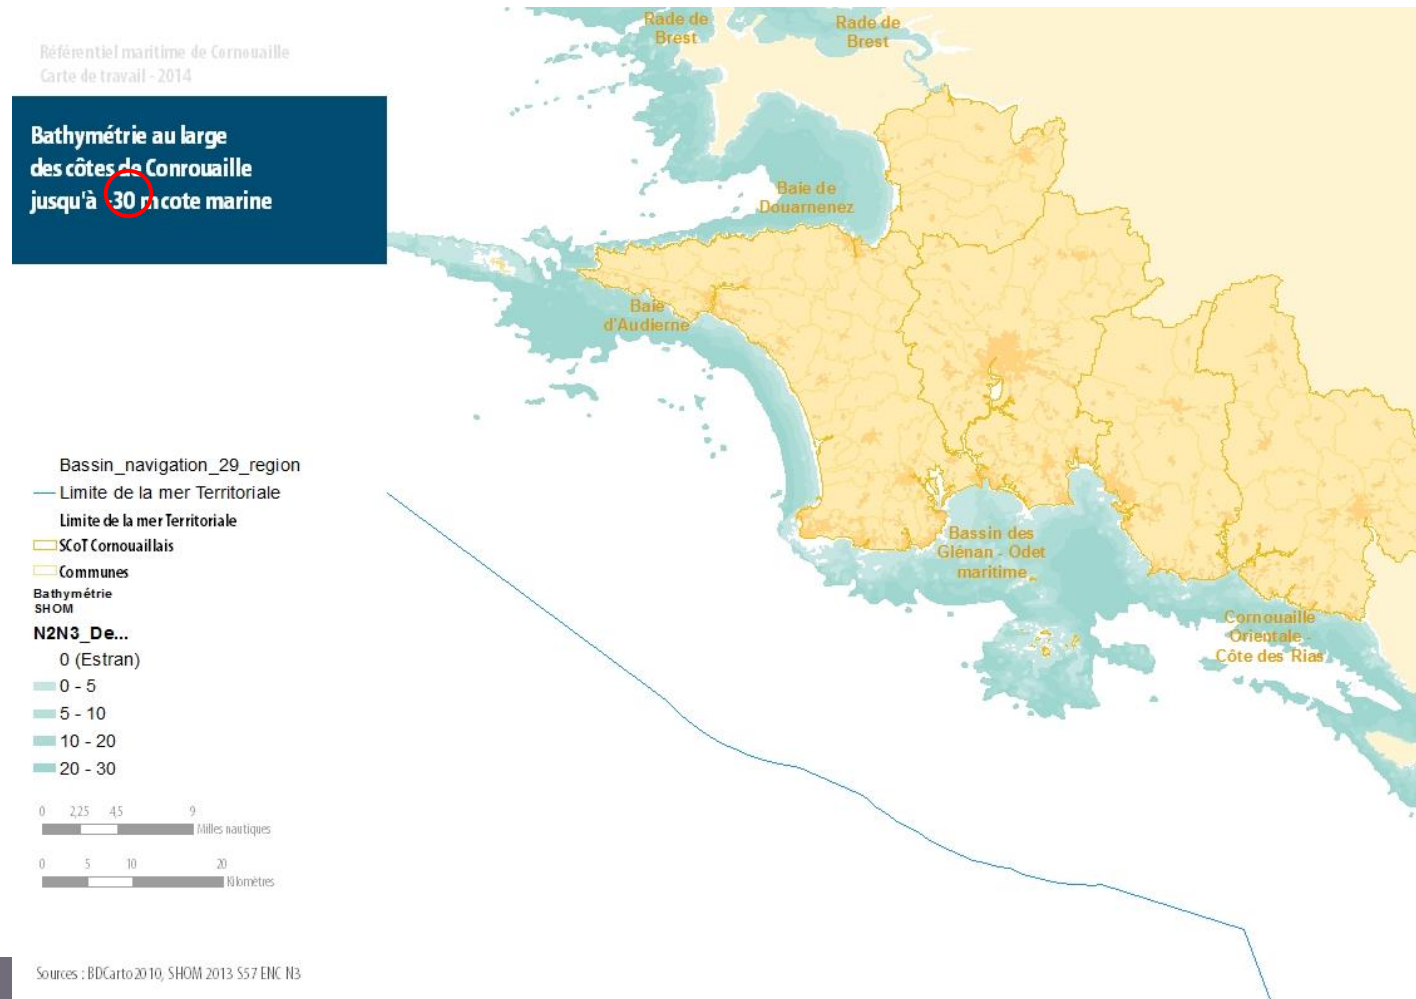 Référentiel maritime de Cornouaille
Carte de travail - 2014
Bathymétrie au large
des côtes de Conrouaille
jusqu'à -30 m cote marine
Rade de
Brest
Rade de
Brest
Baie de
Douarnenez
Baie
d'Audierne
Bassin des
Glénan - Odet
maritime
Cornouaille
Orientale -
Côte des Rias
Bassin_navigation_29_region
Limite de la mer Territoriale
Limite de la mer Territoriale
SCoT Cornouaillais
Communes
Bathymétrie
SHOM
N2N3_De...
0 (Estran)
0 - 5
5 - 10
10 - 20
20 - 30
0 2,25 4,5 9
Milles nautiques
0 5 10 20
Kilomètres
Sources : BDCarto2010, SHOM 2013 S57 ENC N3